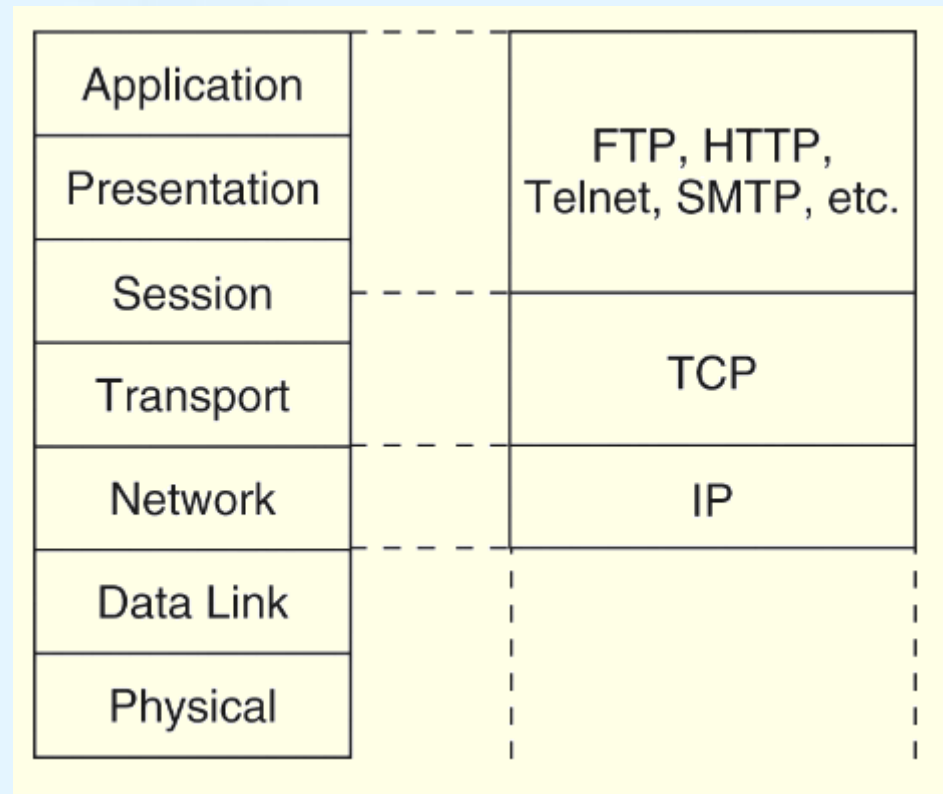 Application
Presentation
Session
Transport
Network
Data Link
Physical
FTP, HTTP,
Telnet, SMTP, etc.
TCP
IP